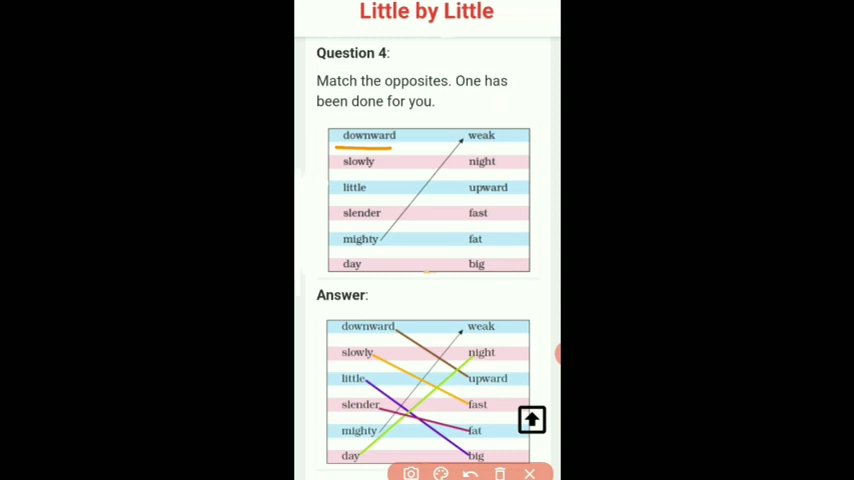 Little by Little
Question 4:
Match the opposites. One has
been done for you.
downward weak
slowly night
little upward
slender fast
mighty fat
day big
Answer:
downward weak
slowly night
little upward
slender fast
mighty fat
day big